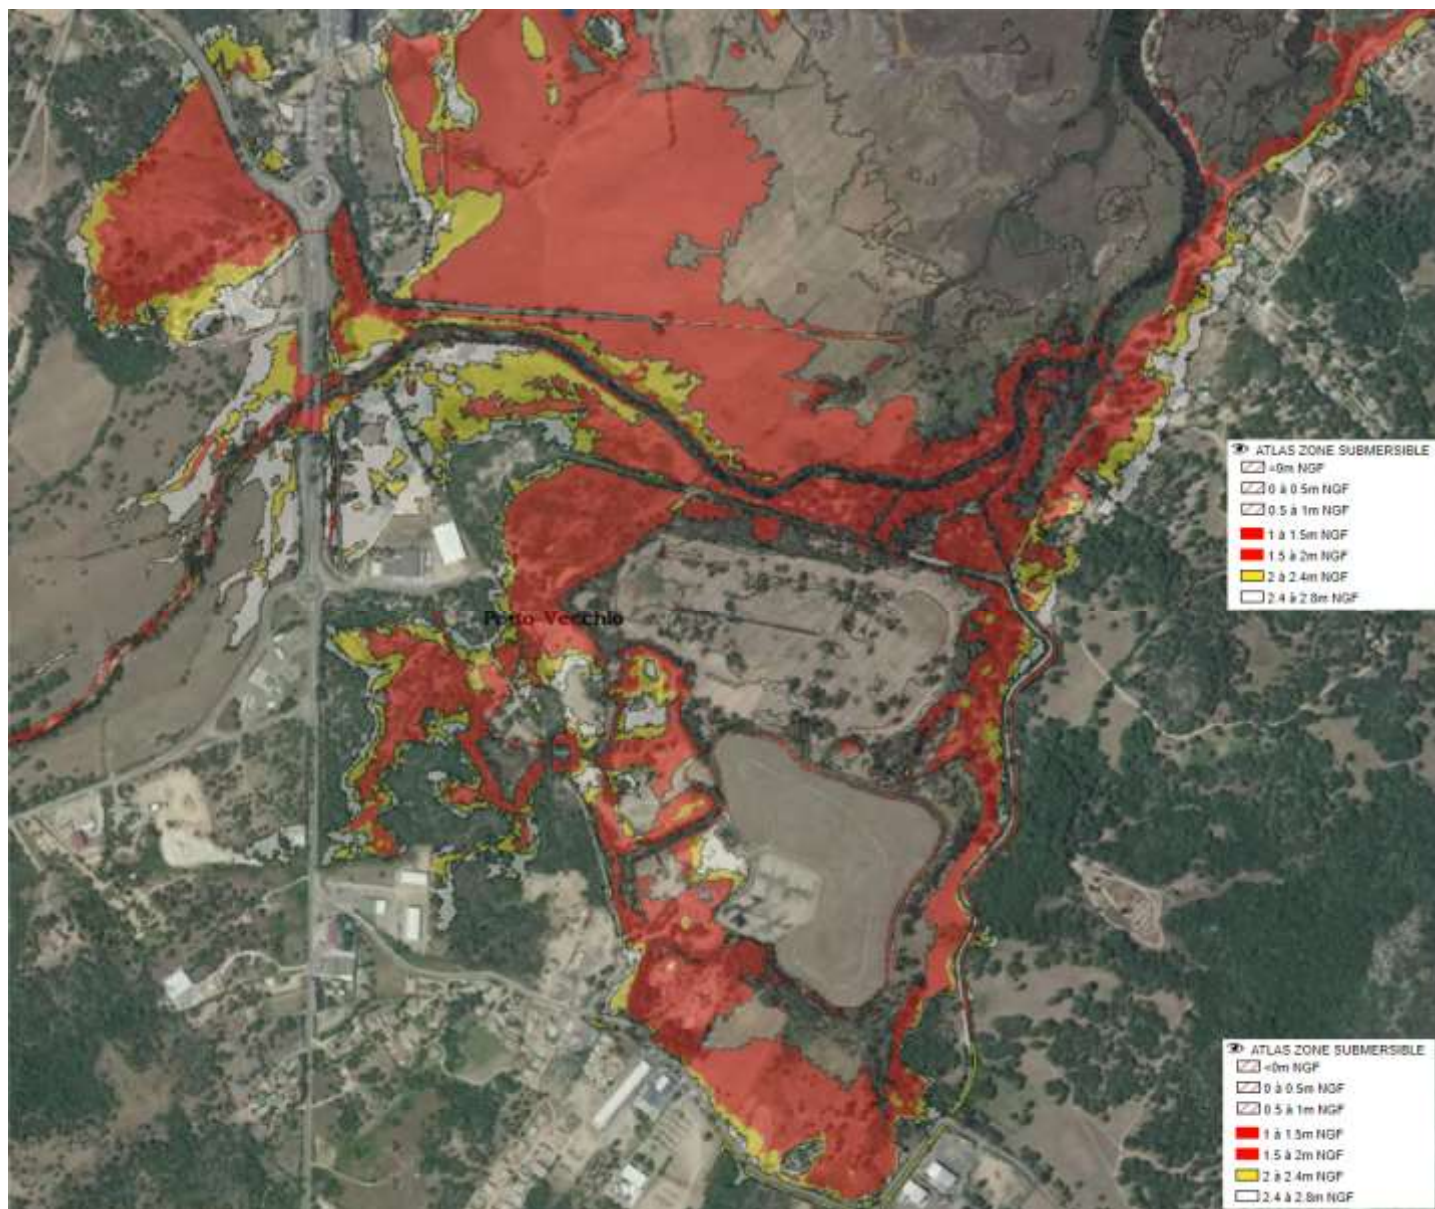 Porto-Vecchio
ATLAS ZONE SUBMERSIBLE
<0m NGF
0 à 0.5m NGF
0.5 à 1m NGF
1 à 1.5m NGF
1.5 à 2m NGF
2 à 2.4m NGF
2.4 à 2.8m NGF
ATLAS ZONE SUBMERSIBLE
<0m NGF
0 à 0.5m NGF
0.5 à 1m NGF
1 à 1.5m NGF
1.5 à 2m NGF
2 à 2.4m NGF
2.4 à 2.8m NGF